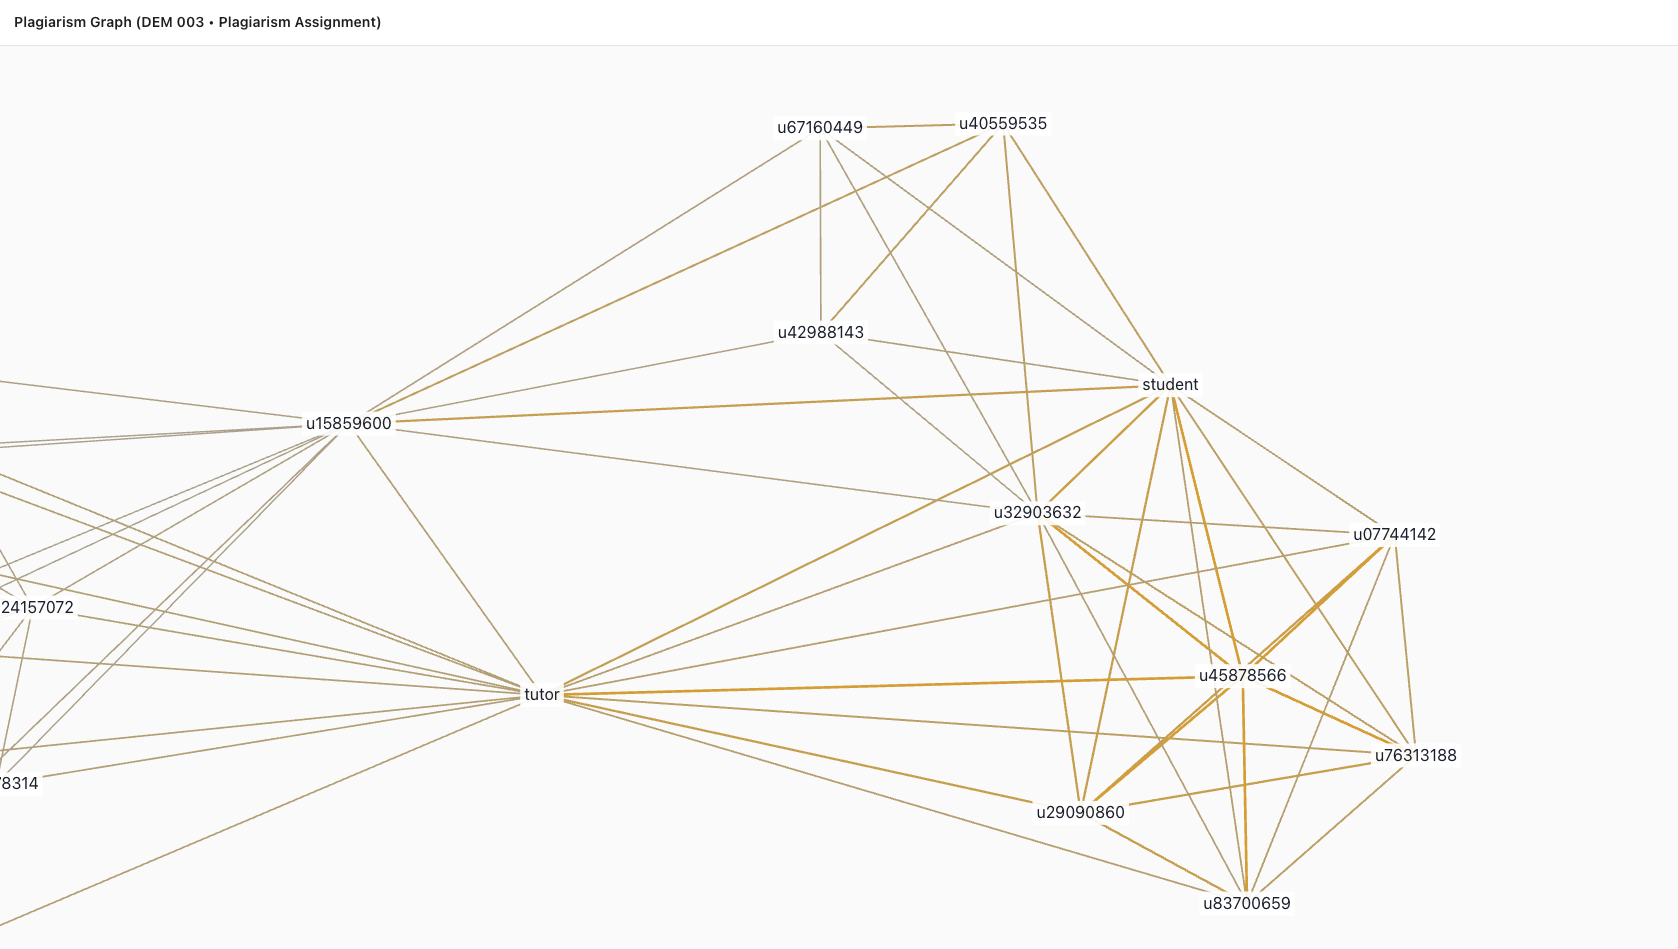 Plagiarism Graph (DEM 003 • Plagiarism Assignment)
u67160449
u40559535
u42988143
student
u15859600
u32903632
u07744142
24157072
u45878566
tutor
u76313188
78314
u29090860
u83700659